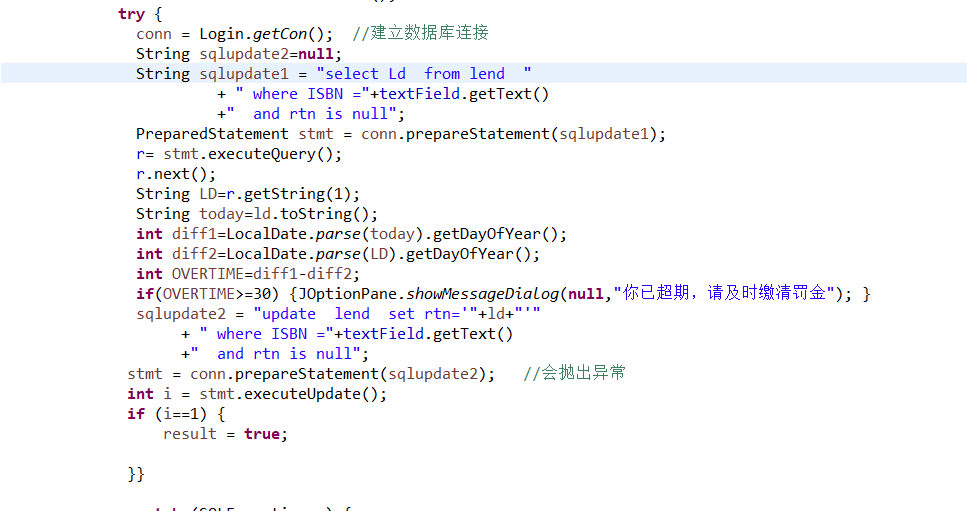 try {
conn = Login.getCon();  //建立数据库连接
String sqlupdate2=null;
String sqlupdate1 = "select Ld  from lend  "
+ " where ISBN ="+textField.getText()
+"  and rtn is null";
PreparedStatement stmt = conn.prepareStatement(sqlupdate1);
r= stmt.executeQuery();
r.next();
String LD=r.getString(1);
String today=ld.toString();
int diff1=LocalDate.parse(today).getDayOfYear();
int diff2=LocalDate.parse(LD).getDayOfYear();
int OVERTIME=diff1-diff2;
if(OVERTIME>=30) {JOptionPane.showMessageDialog(null,"你已超期，请及时缴清罚金"); }
sqlupdate2 = "update  lend  set rtn='"+ld+"'"
+ " where ISBN ="+textField.getText()
+"  and rtn is null";
stmt = conn.prepareStatement(sqlupdate2);   //会抛出异常
int i = stmt.executeUpdate();
if (i==1) {
result = true;
}}